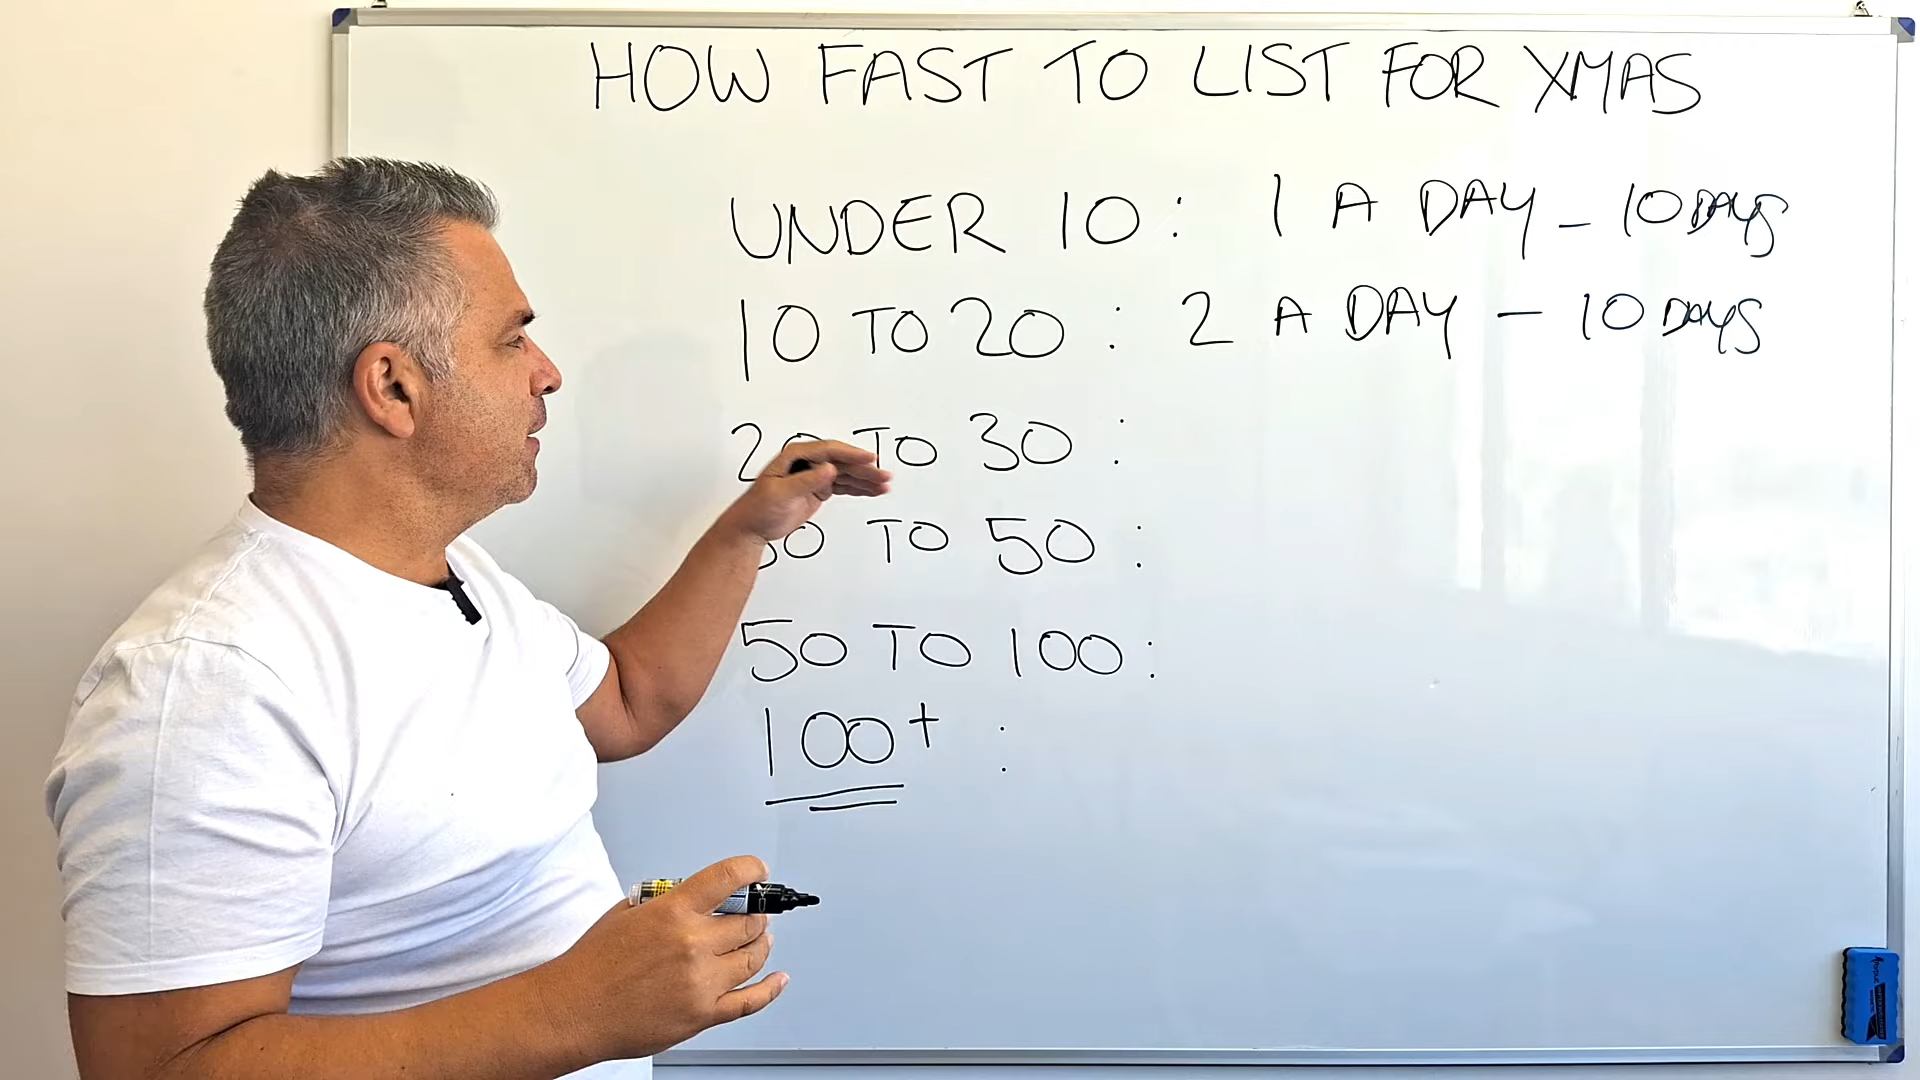 HOW FAST TO LIST FOR XMAS
UNDER 10: 1 A DAY - 10 DAYS
10 TO 20: 2 A DAY - 10 DAYS
20 TO 30:
30 TO 50:
50 TO 100:
100+ :